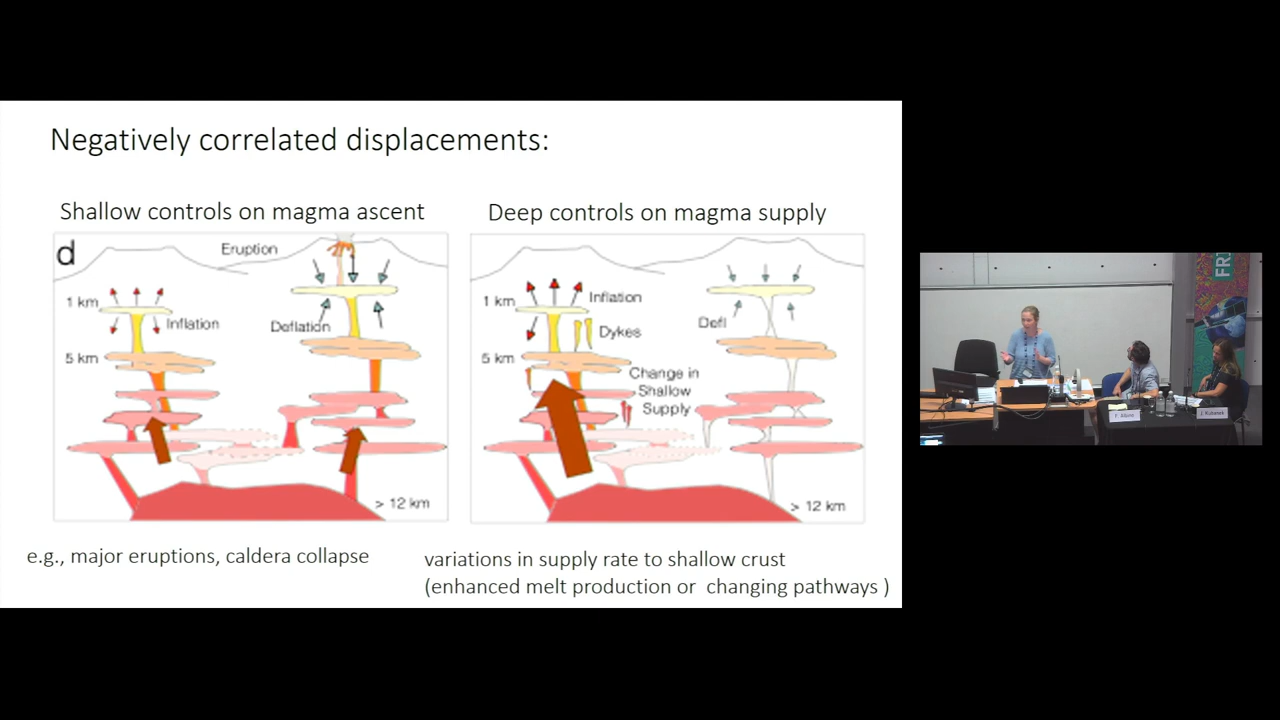 Negatively correlated displacements:
Shallow controls on magma ascent
Deep controls on magma supply
d
Eruption
1 km
Inflation
Deflation
5 km
> 12 km
1 km
Inflation
Dykes
Defl
5 km
Change in
Shallow
Supply
> 12 km
e.g., major eruptions, caldera collapse
variations in supply rate to shallow crust
(enhanced melt production or changing pathways )
FRI